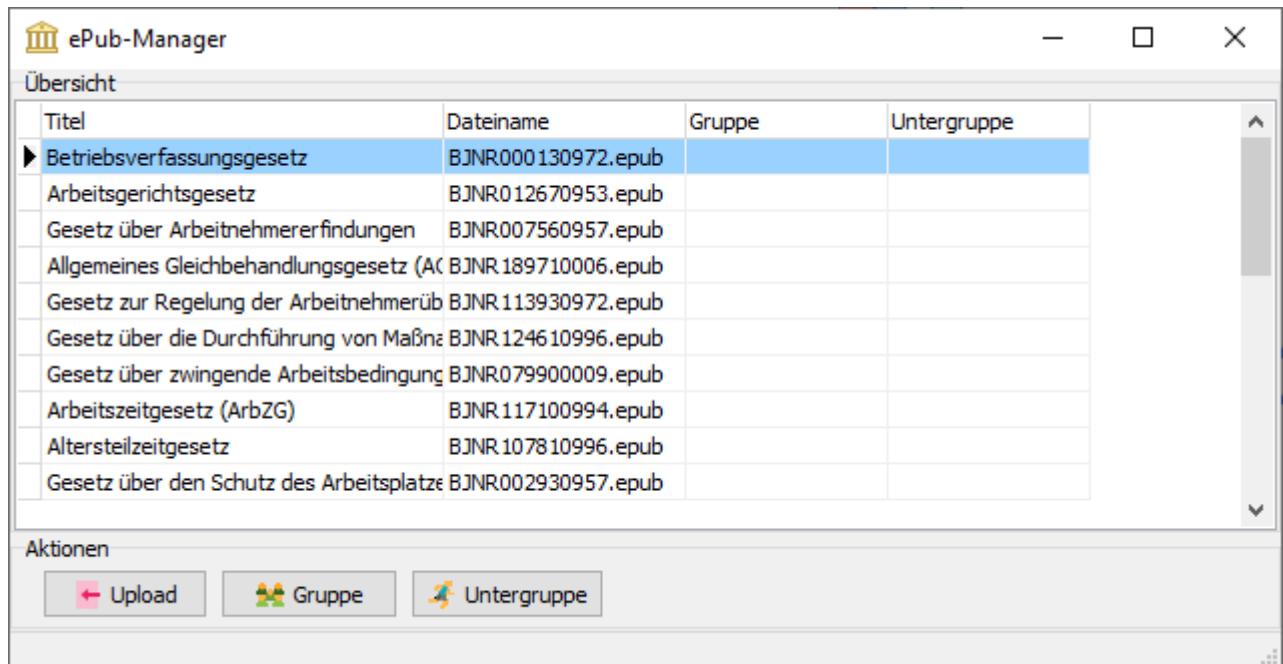 ePub-Manager
Übersicht
Titel Dateiname Gruppe Untergruppe
Betriebsverfassungsgesetz BJNR000130972.epub
Arbeitsgerichtsgesetz BJNR012670953.epub
Gesetz über Arbeitnehmererfindungen BJNR007560957.epub
Allgemeines Gleichbehandlungsgesetz (AG BJNR189710006.epub
Gesetz zur Regelung der Arbeitnehmerüb BJNR113930972.epub
Gesetz über die Durchführung von Maßna BJNR124610996.epub
Gesetz über zwingende Arbeitsbedingung BJNR079900009.epub
Arbeitszeitgesetz (ArbZG) BJNR117100994.epub
Altersteilzeitgesetz BJNR107810996.epub
Gesetz über den Schutz des Arbeitsplatze BJNR002930957.epub
Aktionen
Upload Gruppe Untergruppe